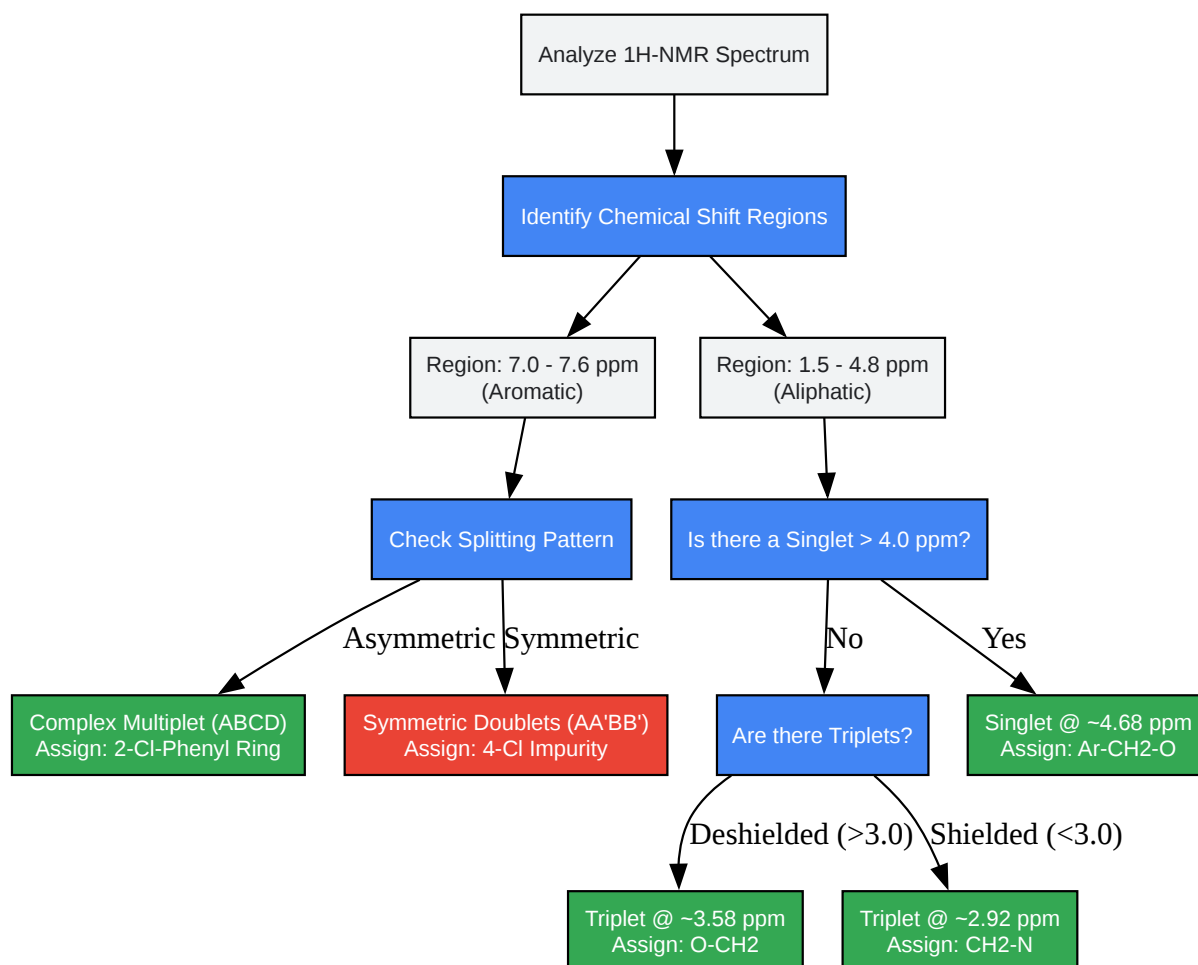 Analyze 1H-NMR Spectrum
Identify Chemical Shift Regions
Region: 7.0 - 7.6 ppm
(Aromatic)
Region: 1.5 - 4.8 ppm
(Aliphatic)
Check Splitting Pattern
Is there a Singlet > 4.0 ppm?
Asymmetric
Symmetric
No
Yes
Complex Multiplet (ABCD)
Assign: 2-Cl-Phenyl Ring
Symmetric Doublets (AA'BB')
Assign: 4-Cl Impurity
Are there Triplets?
Singlet @ ~4.68 ppm
Assign: Ar-CH2-O
Deshielded (>3.0)
Shielded (<3.0)
Triplet @ ~3.58 ppm
Assign: O-CH2
Triplet @ ~2.92 ppm
Assign: CH2-N